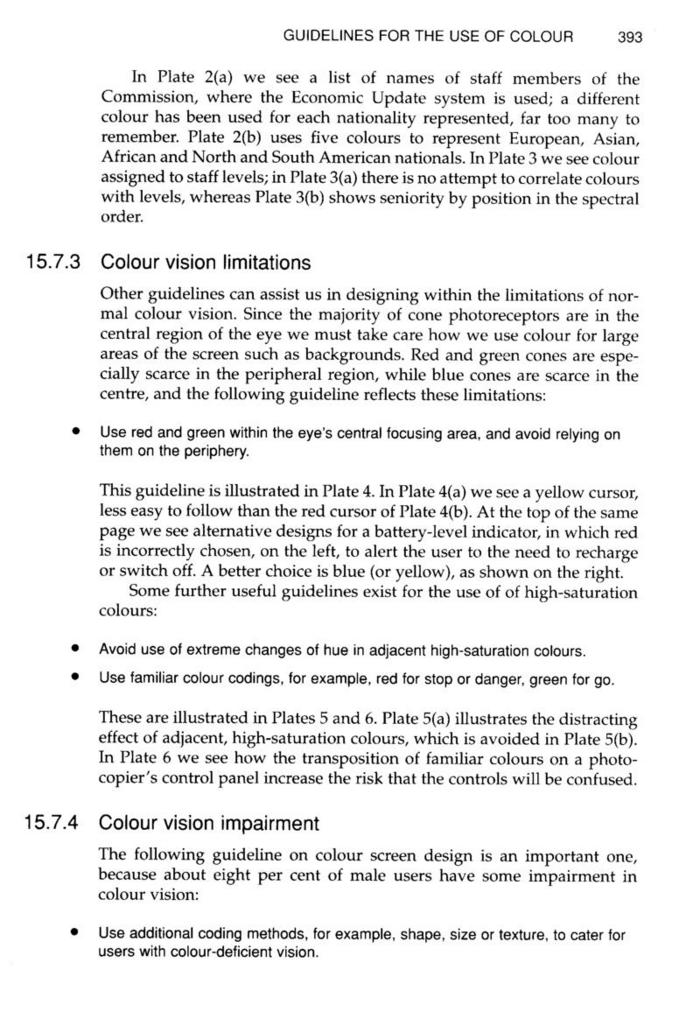 GUIDELINES FOR THE USE OF COLOUR 393
In Plate 2(a) we see a list of names of staff members of the
Commission, where the Economic Update system is used; a different
colour has been used for each nationality represented, far too many to
remember. Plate 2(b) uses five colours to represent European, Asian,
African and North and South American nationals. In Plate 3 we see colour
assigned to staff levels; in Plate 3(a) there is no attempt to correlate colours
with levels, whereas Plate 3(b) shows seniority by position in the spectral
order.
15.7.3 Colour vision limitations
Other guidelines can assist us in designing within the limitations of nor-
mal colour vision. Since the majority of cone photoreceptors are in the
central region of the eye we must take care how we use colour for large
areas of the screen such as backgrounds. Red and green cones are espe-
cially scarce in the peripheral region, while blue cones are scarce in the
centre, and the following guideline reflects these limitations:
• Use red and green within the eye's central focusing area, and avoid relying on
them on the periphery.
This guideline is illustrated in Plate 4. In Plate 4(a) we see a yellow cursor,
less easy to follow than the red cursor of Plate 4(b). At the top of the same
page we see alternative designs for a battery-level indicator, in which red
is incorrectly chosen, on the left, to alert the user to the need to recharge
or switch off. A better choice is blue (or yellow), as shown on the right.
Some further useful guidelines exist for the use of of high-saturation
colours:
• Avoid use of extreme changes of hue in adjacent high-saturation colours.
• Use familiar colour codings, for example, red for stop or danger, green for go.
These are illustrated in Plates 5 and 6. Plate 5(a) illustrates the distracting
effect of adjacent, high-saturation colours, which is avoided in Plate 5(b).
In Plate 6 we see how the transposition of familiar colours on a photo-
copier's control panel increase the risk that the controls will be confused.
15.7.4 Colour vision impairment
The following guideline on colour screen design is an important one,
because about eight per cent of male users have some impairment in
colour vision:
• Use additional coding methods, for example, shape, size or texture, to cater for
users with colour-deficient vision.